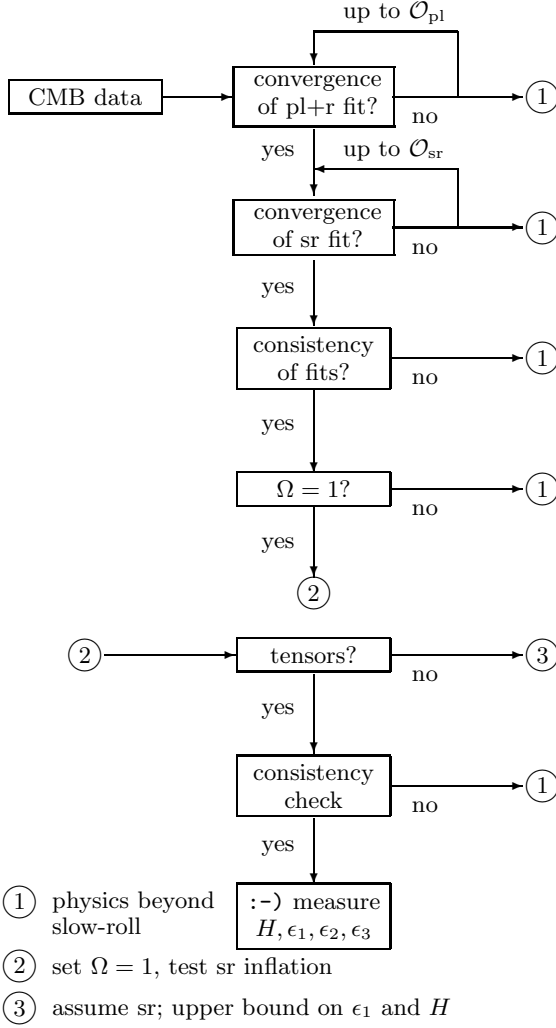 up to 𝒪pl
CMB data
convergence
of pl+r fit?
no
1
yes
up to 𝒪sr
convergence
of sr fit?
no
1
yes
consistency
of fits?
no
1
yes
Ω = 1?
no
1
yes
2
2
tensors?
no
3
yes
consistency
check
no
1
yes
:-) measure
H, ϵ1, ϵ2, ϵ3
1 physics beyond
slow-roll
2 set Ω = 1, test sr inflation
3 assume sr; upper bound on ϵ1 and H